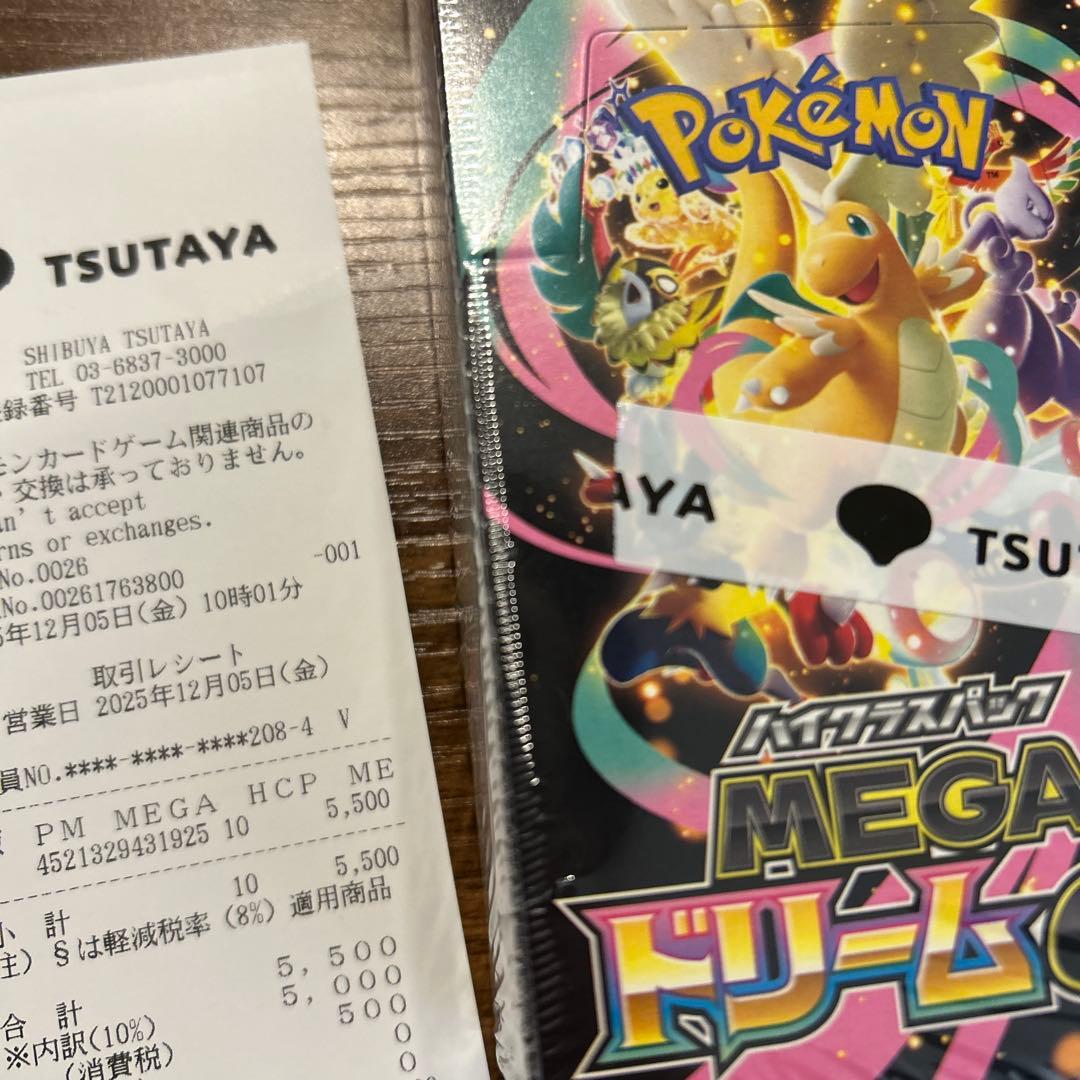 TSUTAYA
SHIBUYA TSUTAYA
TEL 03-6837-3000
録番号 T2120001077107
モンカードゲーム関連商品の
交換は承っておりません。
an't accept
rns or exchanges.
No.0026 -001
No.00261763800
5年12月05日(金) 10時01分
取引レシート
営業日 2025年12月05日(金)
員NO.****-****-****208-4 V
PM MEGA HCP ME
4521329431925 10 5,500
10 5,500
小 計
注) §は軽減税率 (8%) 適用商品
5,500
合 計 5,000
※内訳(10%) 500
(消費税) 0
0
POKÉMON
TM
AYA TSUT
ハイクラスパック
MEGA
ドリーム